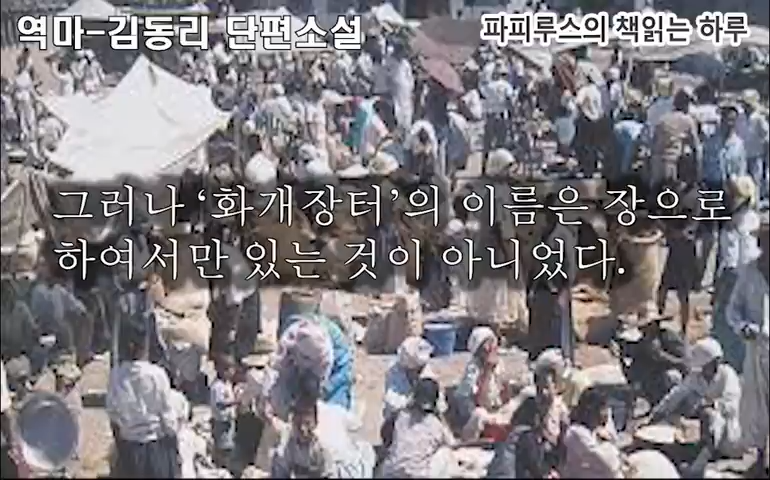 역마-김동리 단편소설
파피루스의 책읽는 하루
그러나 ‘화개장터’의 이름은 장으로
하여서만 있는 것이 아니었다.